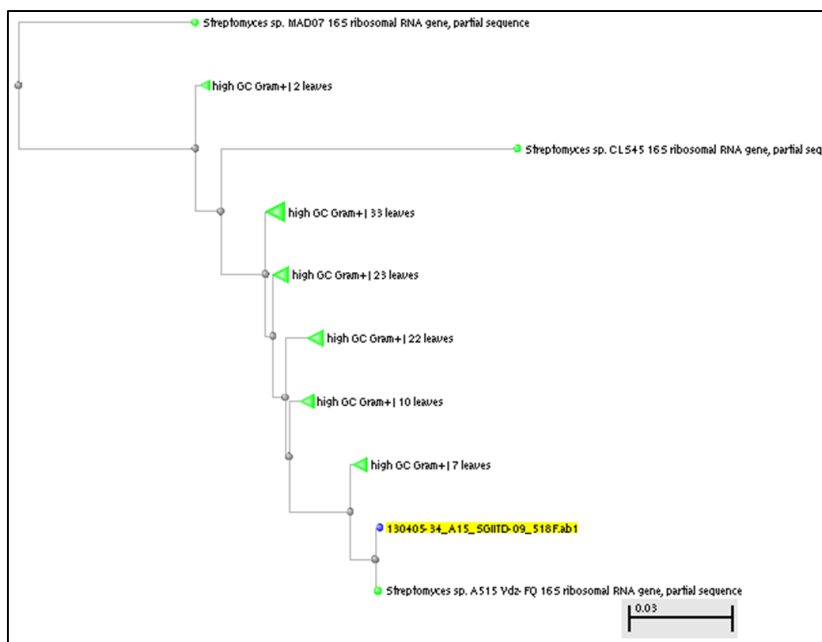 Streptomyces sp. MAD07 16S ribosomal RNA gene, partial sequence
high GC Gram+ | 2 leaves
Streptomyces sp. CLS45 16S ribosomal RNA gene, partial seq
high GC Gram+ | 33 leaves
high GC Gram+ | 23 leaves
high GC Gram+ | 22 leaves
high GC Gram+ | 10 leaves
high GC Gram+ | 7 leaves
130405-34_A15_SGIITD-09_518F.ab1
Streptomyces sp. A515 Ydz-FQ 16S ribosomal RNA gene, partial sequence
0.03